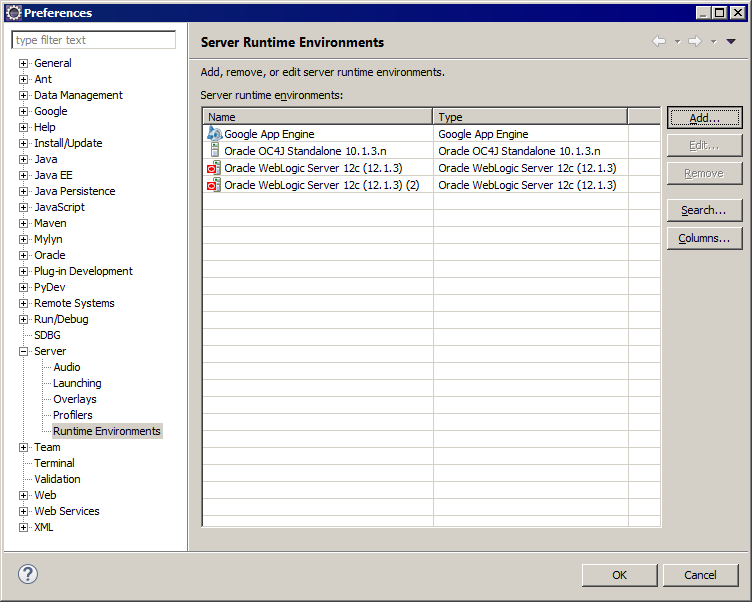 Preferences
type filter text
General
Ant
Data Management
Google
Help
Install/Update
Java
Java EE
Java Persistence
JavaScript
Maven
Mylyn
Oracle
Plug-in Development
PyDev
Remote Systems
Run/Debug
SDBG
Server
Audio
Launching
Overlays
Profilers
Runtime Environments
Team
Terminal
Validation
Web
Web Services
XML
Server Runtime Environments
Add, remove, or edit server runtime environments.
Server runtime environments:
Name Type
Google App Engine Google App Engine
Oracle OC4J Standalone 10.1.3.n Oracle OC4J Standalone 10.1.3.n
Oracle WebLogic Server 12c (12.1.3) Oracle WebLogic Server 12c (12.1.3)
Oracle WebLogic Server 12c (12.1.3) (2) Oracle WebLogic Server 12c (12.1.3)
Add...
Edit...
Remove
Search...
Columns...
?
OK Cancel